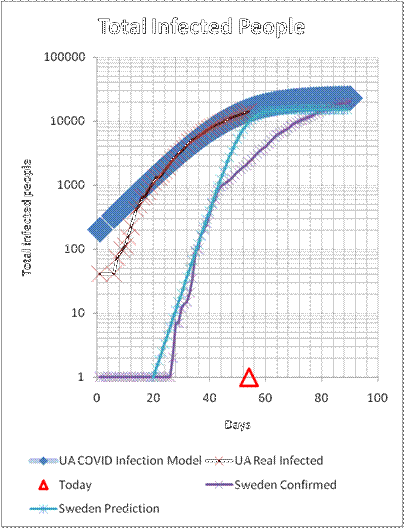 Total Infected People
100000
10000
1000
100
10
1
Total infected people
0 20 40 60 80 100
Days
UA COVID Infection Model UA Real Infected
Today Sweden Confirmed
Sweden Prediction